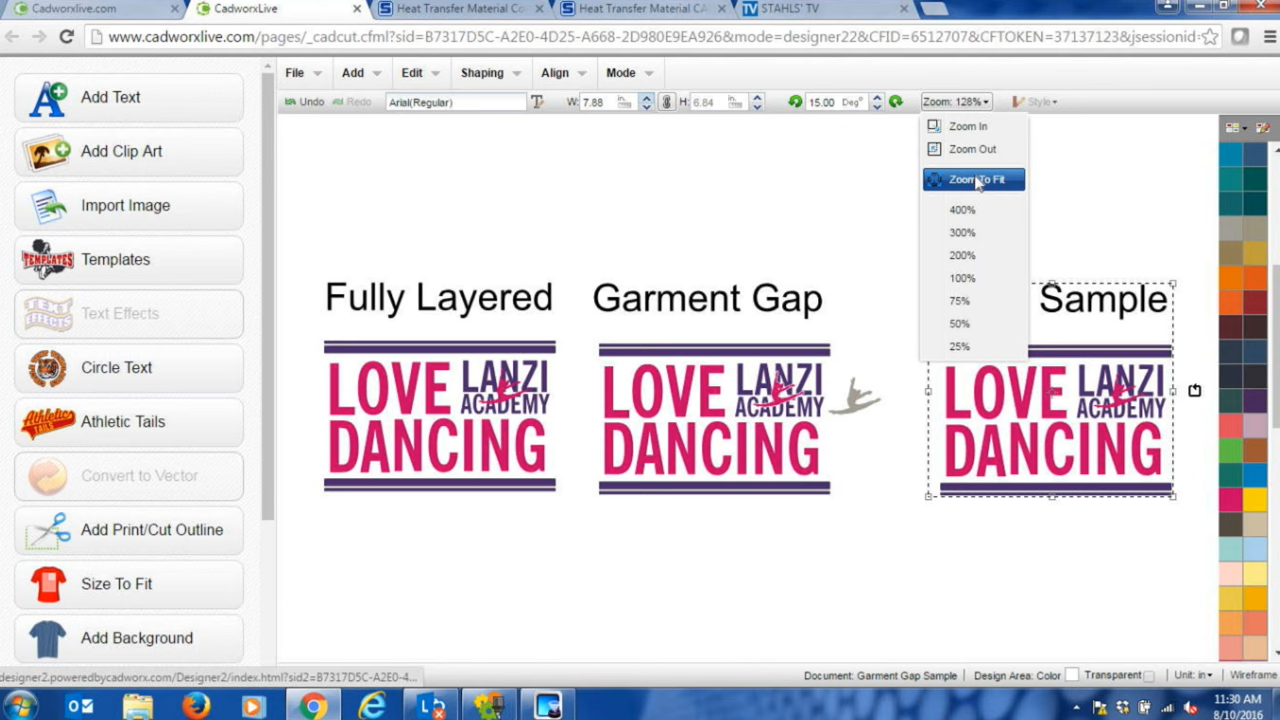 Cadworxlive.com
CadworxLive
Heat Transfer Material Co
Heat Transfer Material CA
STAHLS' TV
www.cadworxlive.com/pages/_cadcut.cfml?sid=B7317D5C-A2E0-4D25-A668-2D980E9EA926&mode=designer22&CFID=6512707&CFTOKEN=37137123&jsessionid=
File
Add
Edit
Shaping
Align
Mode
Undo
Redo
Arial(Regular)
W: 7.88 in
H: 6.84 in
15.00 Deg°
Zoom: 128%
Style
Zoom In
Zoom Out
Zoom To Fit
400%
300%
200%
100%
75%
50%
25%
Add Text
Add Clip Art
Import Image
TEMPLATES
Templates
TEXT EFFECTS
Text Effects
Circle Text
Athletic
Athletic Tails
Convert to Vector
Add Print/Cut Outline
Size To Fit
Add Background
Fully Layered
Garment Gap
Sample
LOVE LANZI ACADEMY
DANCING
LOVE LANZI ACADEMY
DANCING
LOVE LANZI ACADEMY
DANCING
designer2.poweredbycadworx.com/Designer2/index.html?sid2=B7317D5C-A2E0-4...
Document: Garment Gap Sample
Design Area: Color
Transparent
Unit: in
Wireframe
11:30 AM
8/10/2016